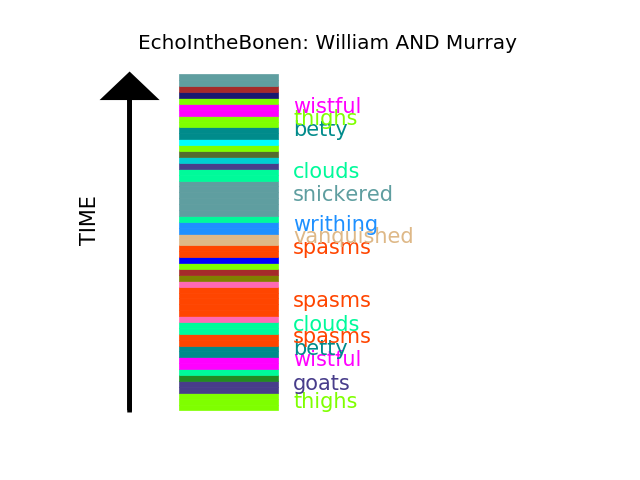 EchoIntheBonen: William AND Murray
wistful
thighs
betty
clouds
snickered
writhing
vanquished
spasms
spasms
clouds
spasms
betty
wistful
goats
thighs
TIME